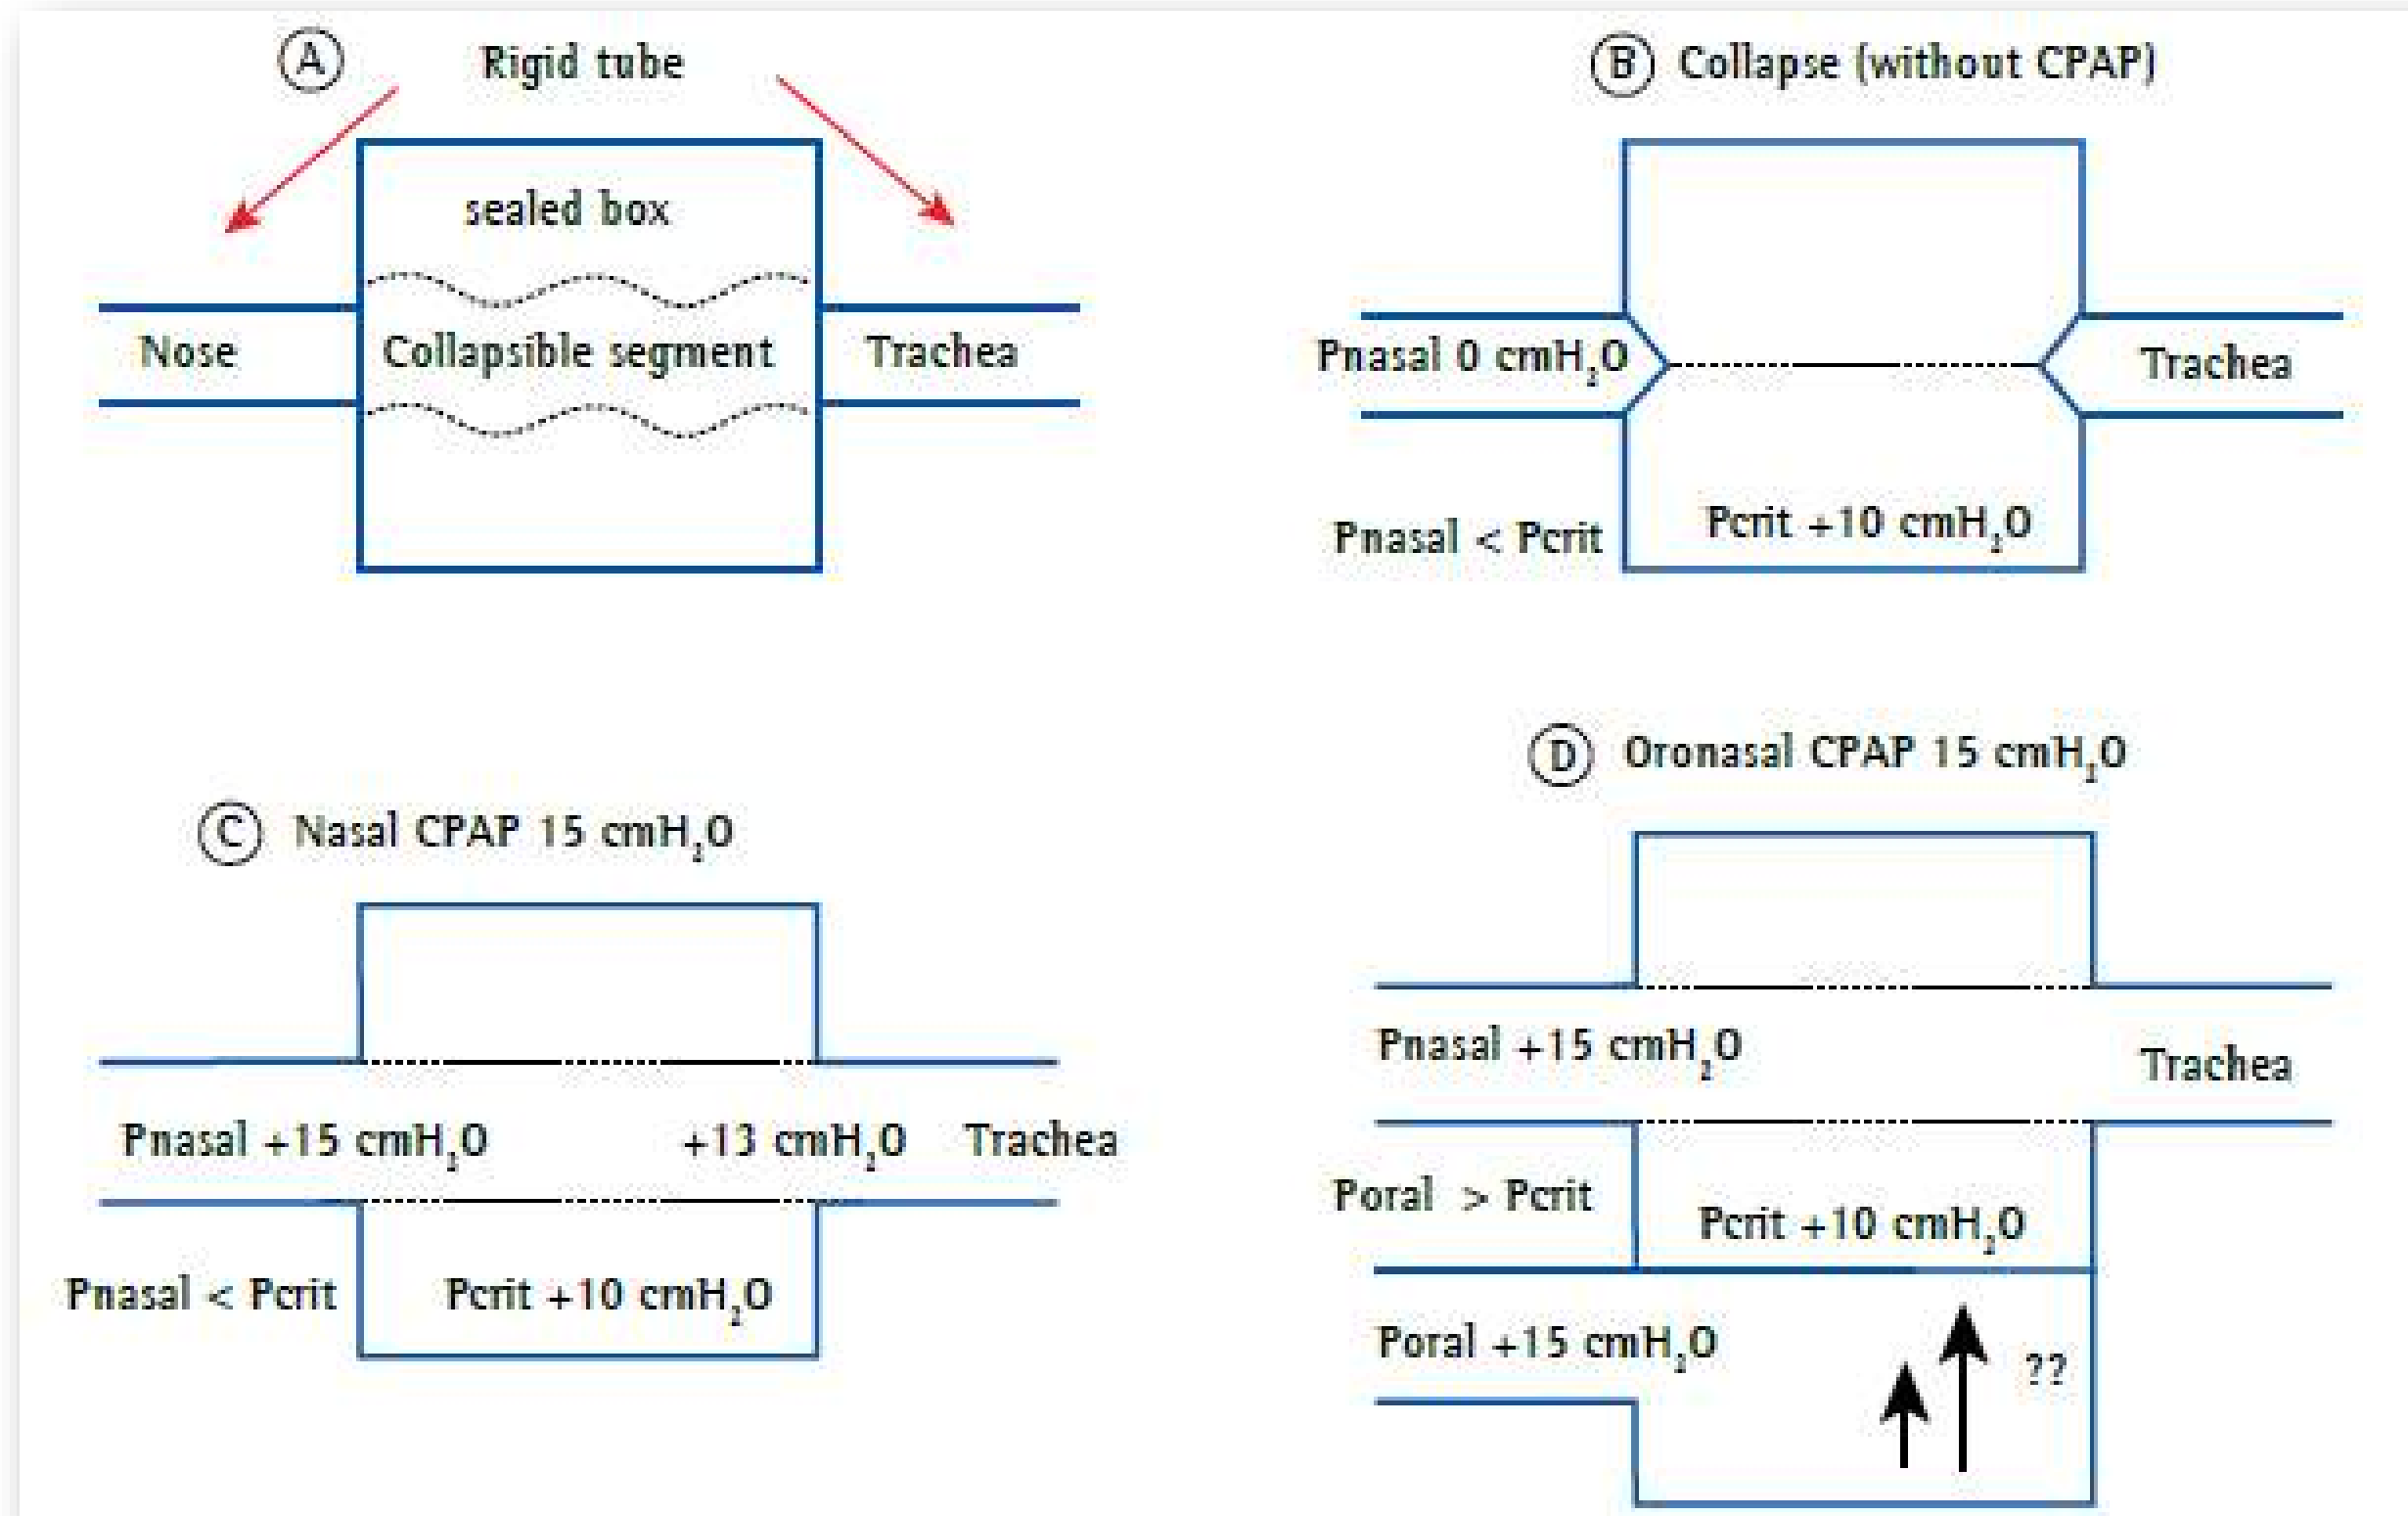 A Rigid tube
sealed box
Nose Collapsible segment Trachea
B Collapse (without CPAP)
Pnasal 0 cmH₂O Trachea
Pnasal < Pcrit Pcrit +10 cmH₂O
C Nasal CPAP 15 cmH₂O
Pnasal +15 cmH₂O +13 cmH₂O Trachea
Pnasal < Pcrit Pcrit +10 cmH₂O
D Oronasal CPAP 15 cmH₂O
Pnasal +15 cmH₂O Trachea
Poral > Pcrit Pcrit +10 cmH₂O
Poral +15 cmH₂O ??